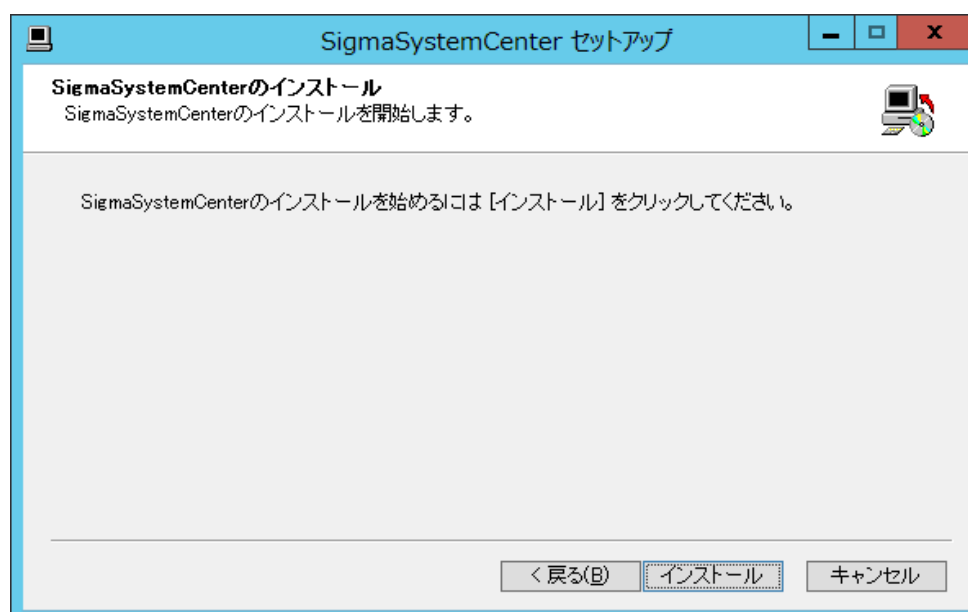 SigmaSystemCenter セットアップ
SigmaSystemCenterのインストール
SigmaSystemCenterのインストールを開始します。
SigmaSystemCenterのインストールを始めるには [インストール] をクリックしてください。
< 戻る(B)
インストール
キャンセル